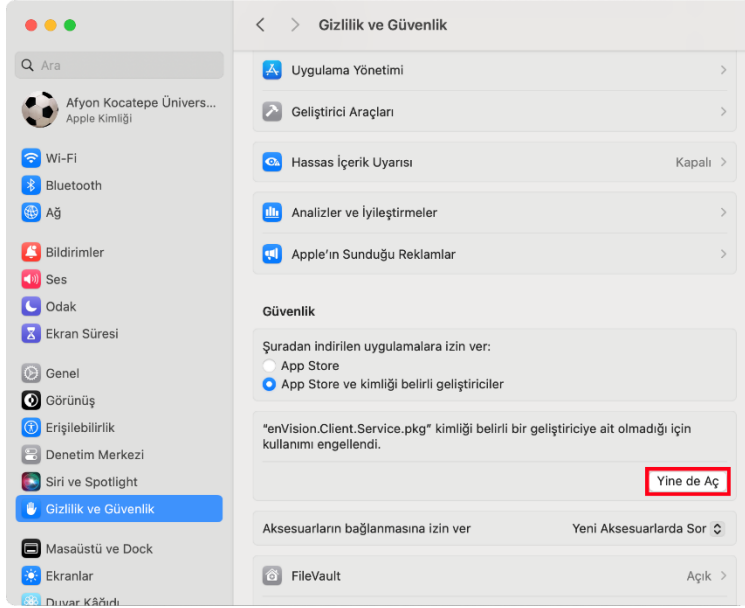 Gizlilik ve Güvenlik
Ara
Afyon Kocatepe Ünivers...
Apple Kimliği
Wi-Fi
Bluetooth
Ağ
Bildirimler
Ses
Odak
Ekran Süresi
Genel
Görünüş
Erişilebilirlik
Denetim Merkezi
Siri ve Spotlight
Gizlilik ve Güvenlik
Masaüstü ve Dock
Ekranlar
Duvar Kâğıdı
Uygulama Yönetimi
Geliştirici Araçları
Hassas İçerik Uyarısı Kapalı
Analizler ve İyileştirmeler
Apple'ın Sunduğu Reklamlar
Güvenlik
Şuradan indirilen uygulamalara izin ver:
App Store
App Store ve kimliği belirli geliştiriciler
“enVision.Client.Service.pkg” kimliği belirli bir geliştiriciye ait olmadığı için
kullanımı engellendi.
Yine de Aç
Aksesuarların bağlanmasına izin ver Yeni Aksesuarlarda Sor
FileVault Açık